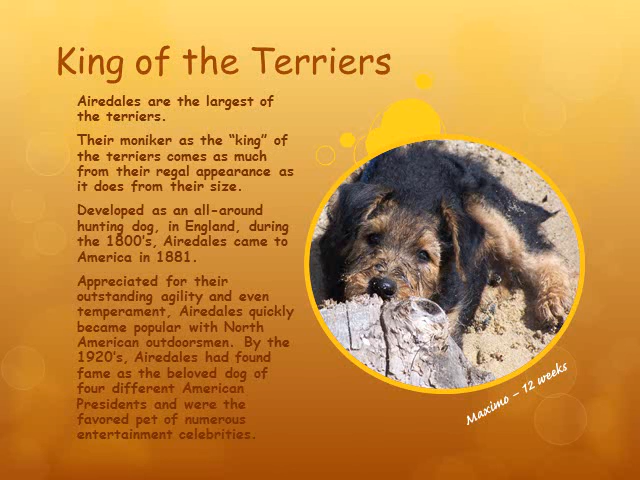 King of the Terriers
Airedales are the largest of
the terriers.
Their moniker as the “king” of
the terriers comes as much
from their regal appearance as
it does from their size.
Developed as an all-around
hunting dog, in England, during
the 1800’s, Airedales came to
America in 1881.
Appreciated for their
outstanding agility and even
temperament, Airedales quickly
became popular with North
American outdoorsmen. By the
1920’s, Airedales had found
fame as the beloved dog of
four different American
Presidents and were the
favored pet of numerous
entertainment celebrities.
Maximo – 12 weeks